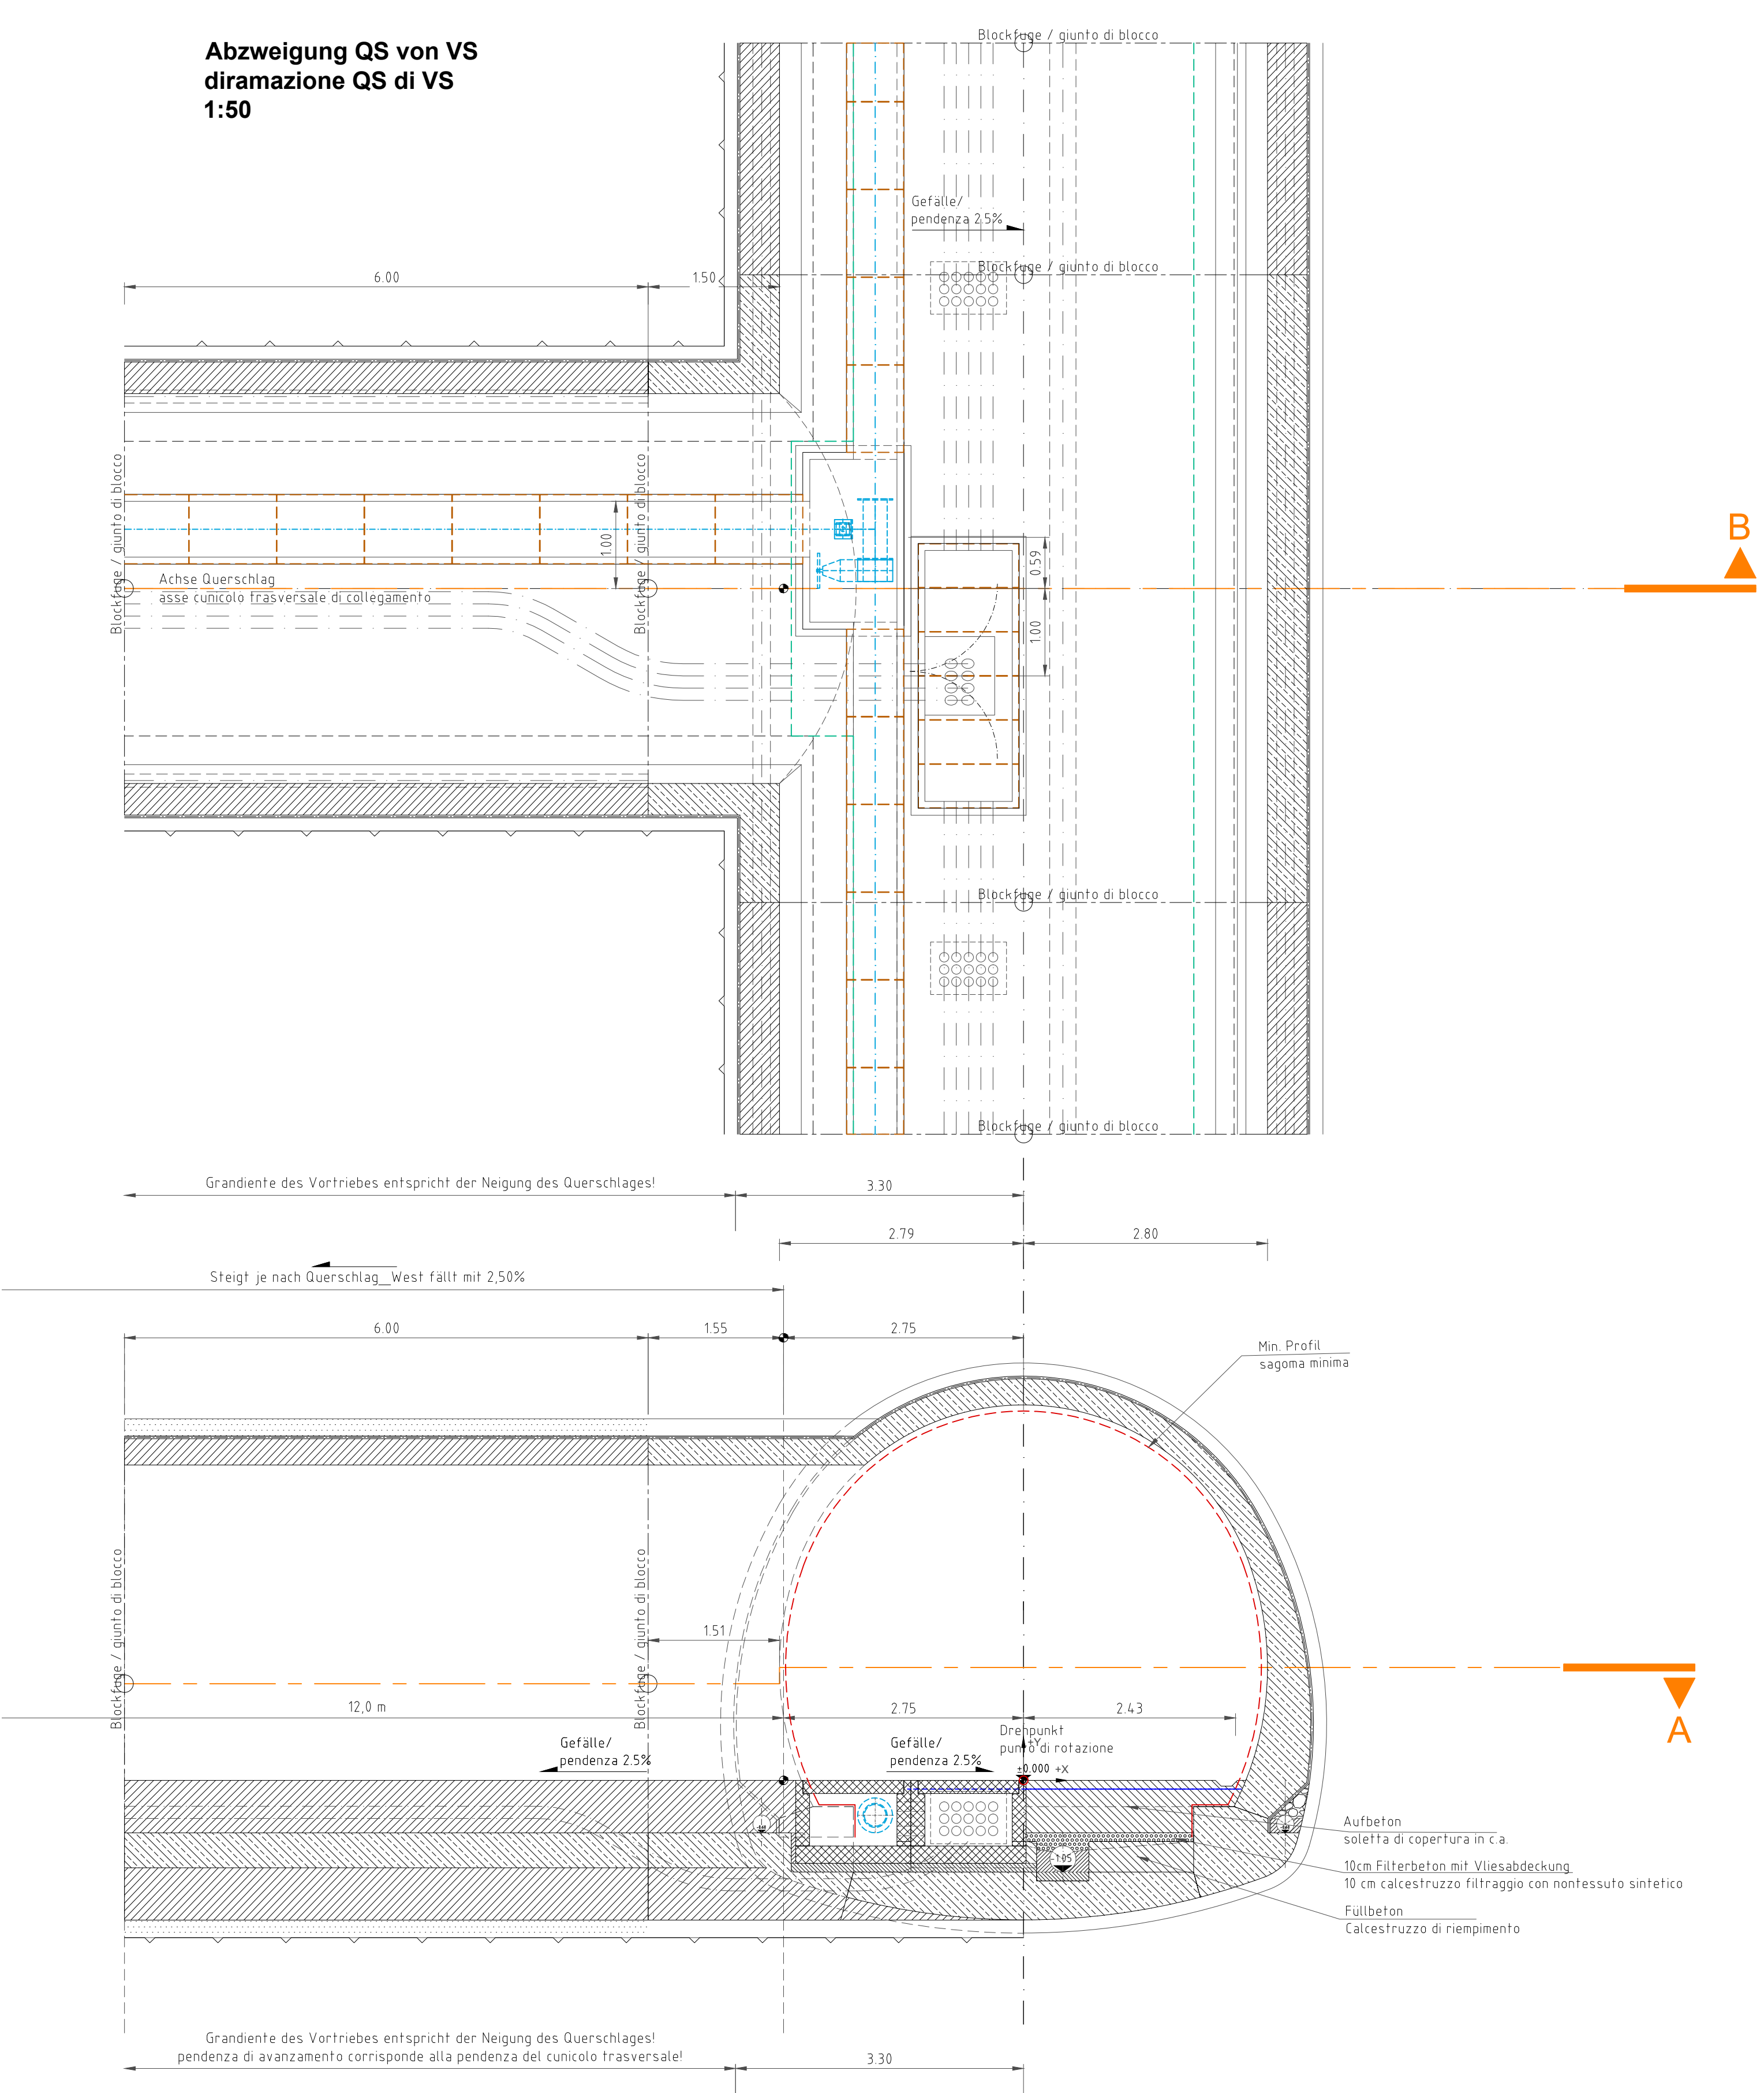 Abzweigung QS von VS
diramazione QS di VS
1:50
Blockfuge / giunto di blocco
Gefälle/
pendenza 2.5%
Blockfuge / giunto di blocco
6.00
1.50
Blockfuge / giunto di blocco
Blockfuge / giunto di blocco
1.00
0.59
1.00
Achse Querschlag
asse cunicolo trasversale di collegamento
B
Blockfuge / giunto di blocco
Blockfuge / giunto di blocco
Grandiente des Vortriebes entspricht der Neigung des Querschlages!
3.30
2.79
2.80
Steigt je nach Querschlag__West fällt mit 2,50%
6.00
1.55
2.75
Min. Profil
sagoma minima
Blockfuge / giunto di blocco
Blockfuge / giunto di blocco
1.51
12,0 m
2.75
2.43
A
Gefälle/
pendenza 2.5%
Gefälle/
pendenza 2.5%
Drehpunkt
punto di rotazione
+Y
±0.000 +X
-1.05
Aufbeton
soletta di copertura in c.a.
10cm Filterbeton mit Vliesabdeckung
10 cm calcestruzzo filtraggio con nontessuto sintetico
Füllbeton
Calcestruzzo di riempimento
Grandiente des Vortriebes entspricht der Neigung des Querschlages!
pendenza di avanzamento corrisponde alla pendenza del cunicolo trasversale!
3.30